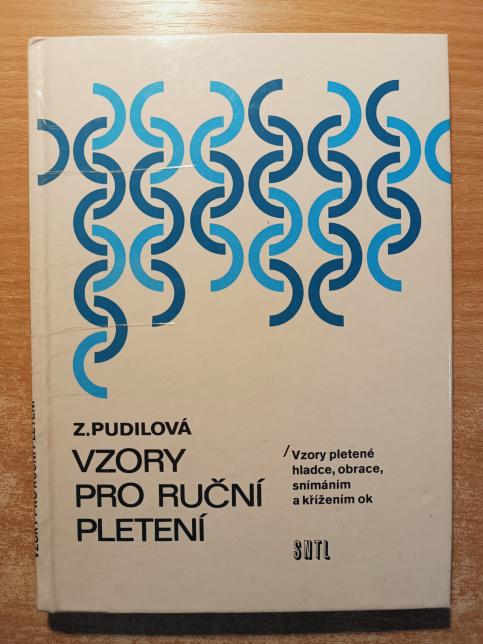 Z.PUDILOVÁ
VZORY
PRO RUČNÍ
PLETENÍ
/Vzory pletené
hladce, obrace,
snímáním
a křížením ok
SNTL
VZORY PRO RUČNÍ PLETENÍ